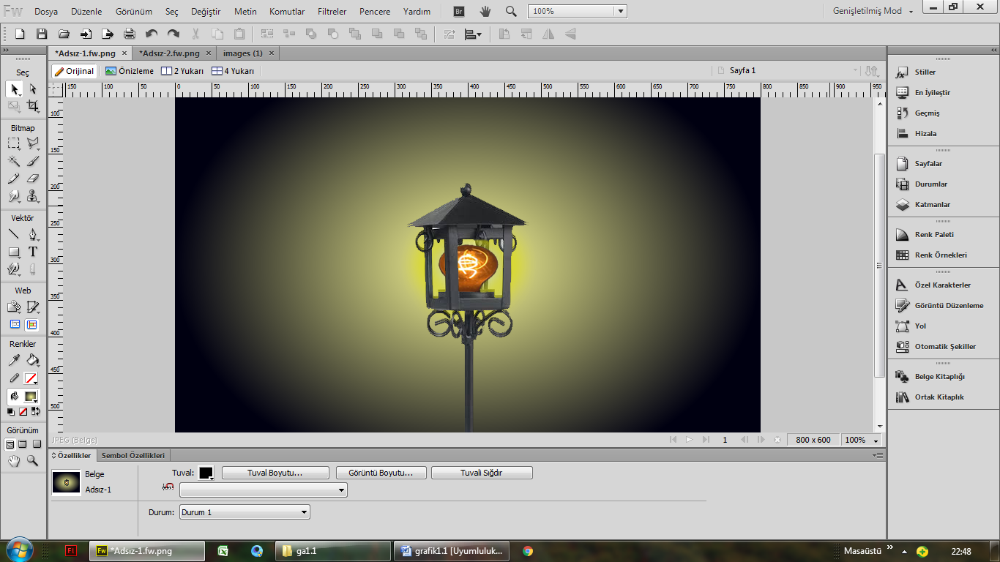 Fw Dosya Düzenle Görünüm Seç Değiştir Metin Komutlar Filtreler Pencere Yardım Br 100% Genişletilmiş Mod
*Adsız-1.fw.png × *Adsız-2.fw.png × images (1) ×
Orijinal Önizleme 2 Yukarı 4 Yukarı Sayfa 1
150 100 50 0 50 100 150 200 250 300 350 400 450 500 550 600 650 700 750 800 850 900 950
100
150
200
250
300
350
400
450
500
Seç
Bitmap
Vektör
T
Web
Renkler
Görünüm
Stiller
En İyileştir
Geçmiş
Hizala
Sayfalar
Durumlar
Katmanlar
Renk Paleti
Renk Örnekleri
Özel Karakterler
Görüntü Düzenleme
Yol
Otomatik Şekiller
Belge Kitaplığı
Ortak Kitaplık
JPEG (Belge) 1 800 x 600 100%
Özellikler Sembol Özellikleri
Belge
Adsız-1
Tuval: Tuval Boyutu... Görüntü Boyutu... Tuvali Sığdır
Durum: Durum 1
Fl Fw *Adsız-1.fw.png ga1.1 grafik1.1 [Uyumluluk... Masaüstü 22:48